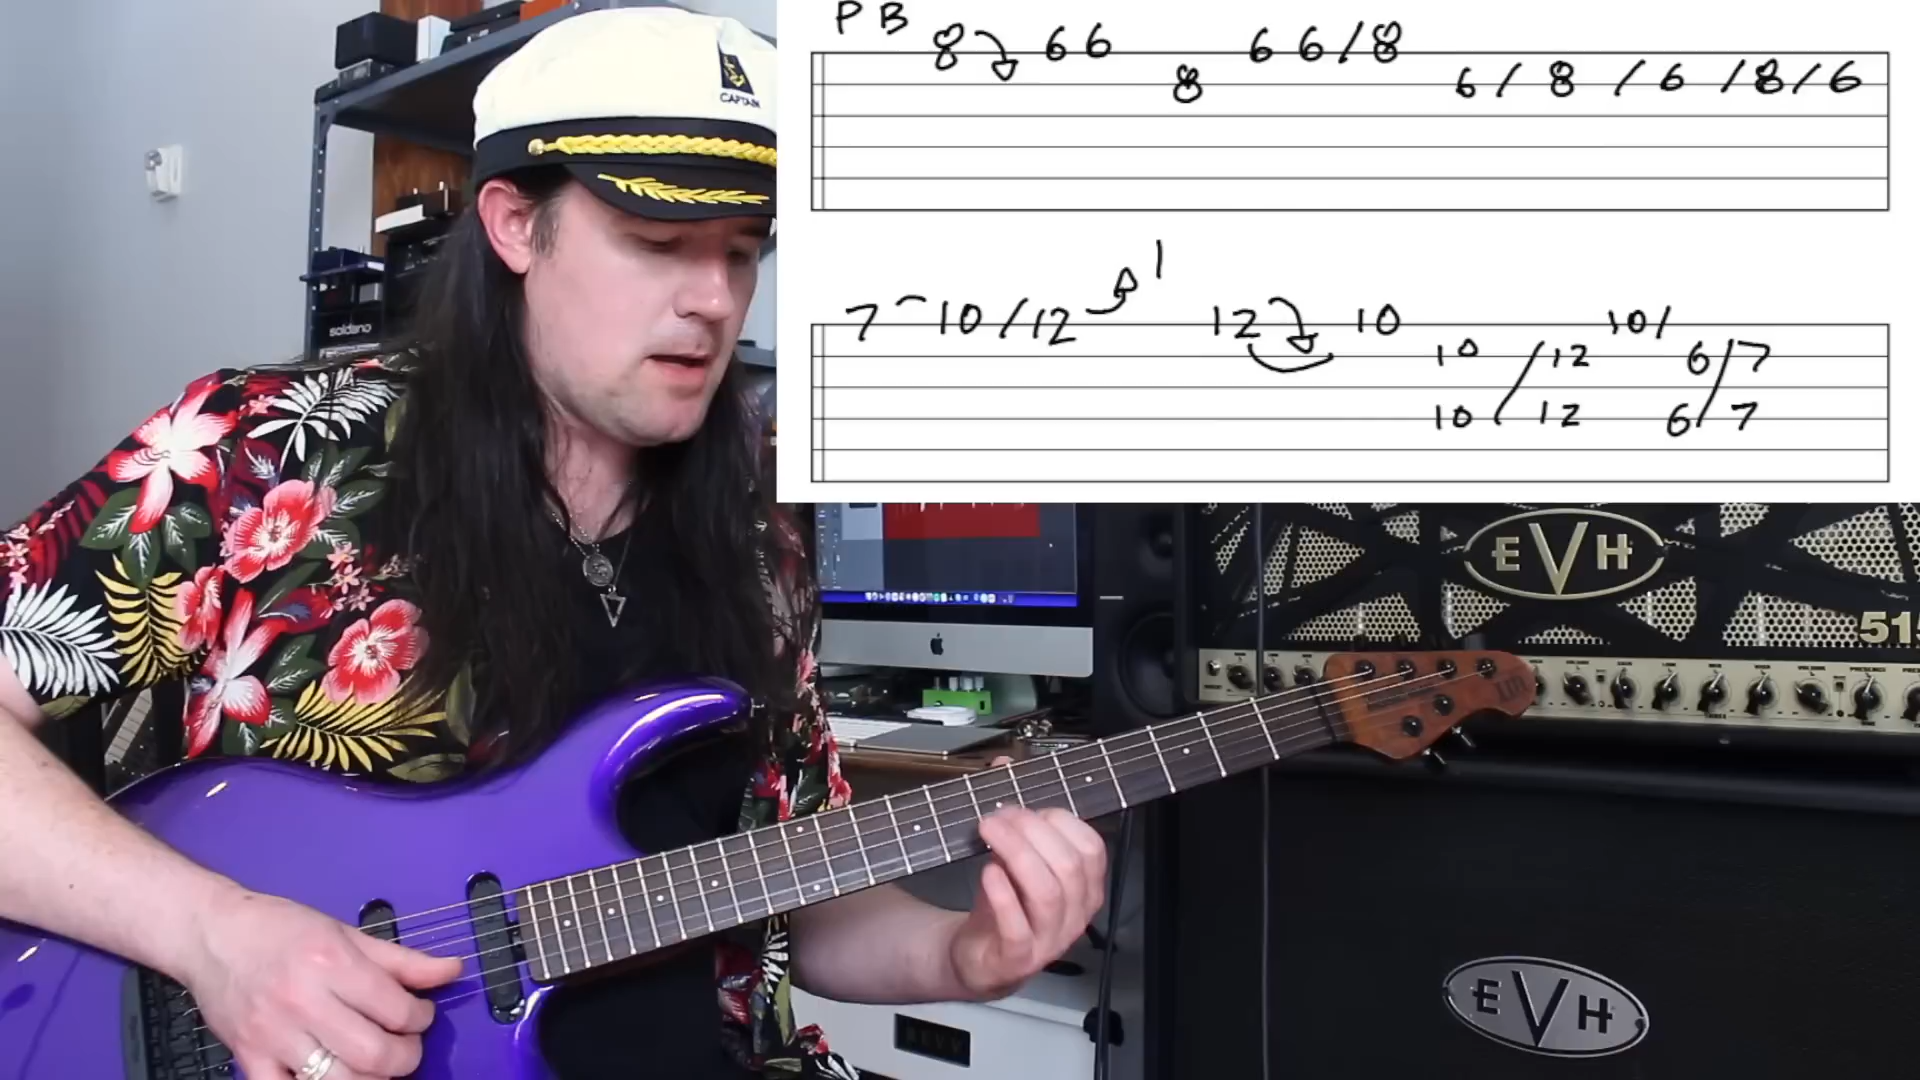 P B
8 6 6 8 6 6 / 8 6 / 8 / 6 / 8 / 6
1
7 10 / 12 12 10 10 / 12 10 / 6 / 7
10 / 12 6 / 7
CAPTAIN
soldano
EVH
515
EVH